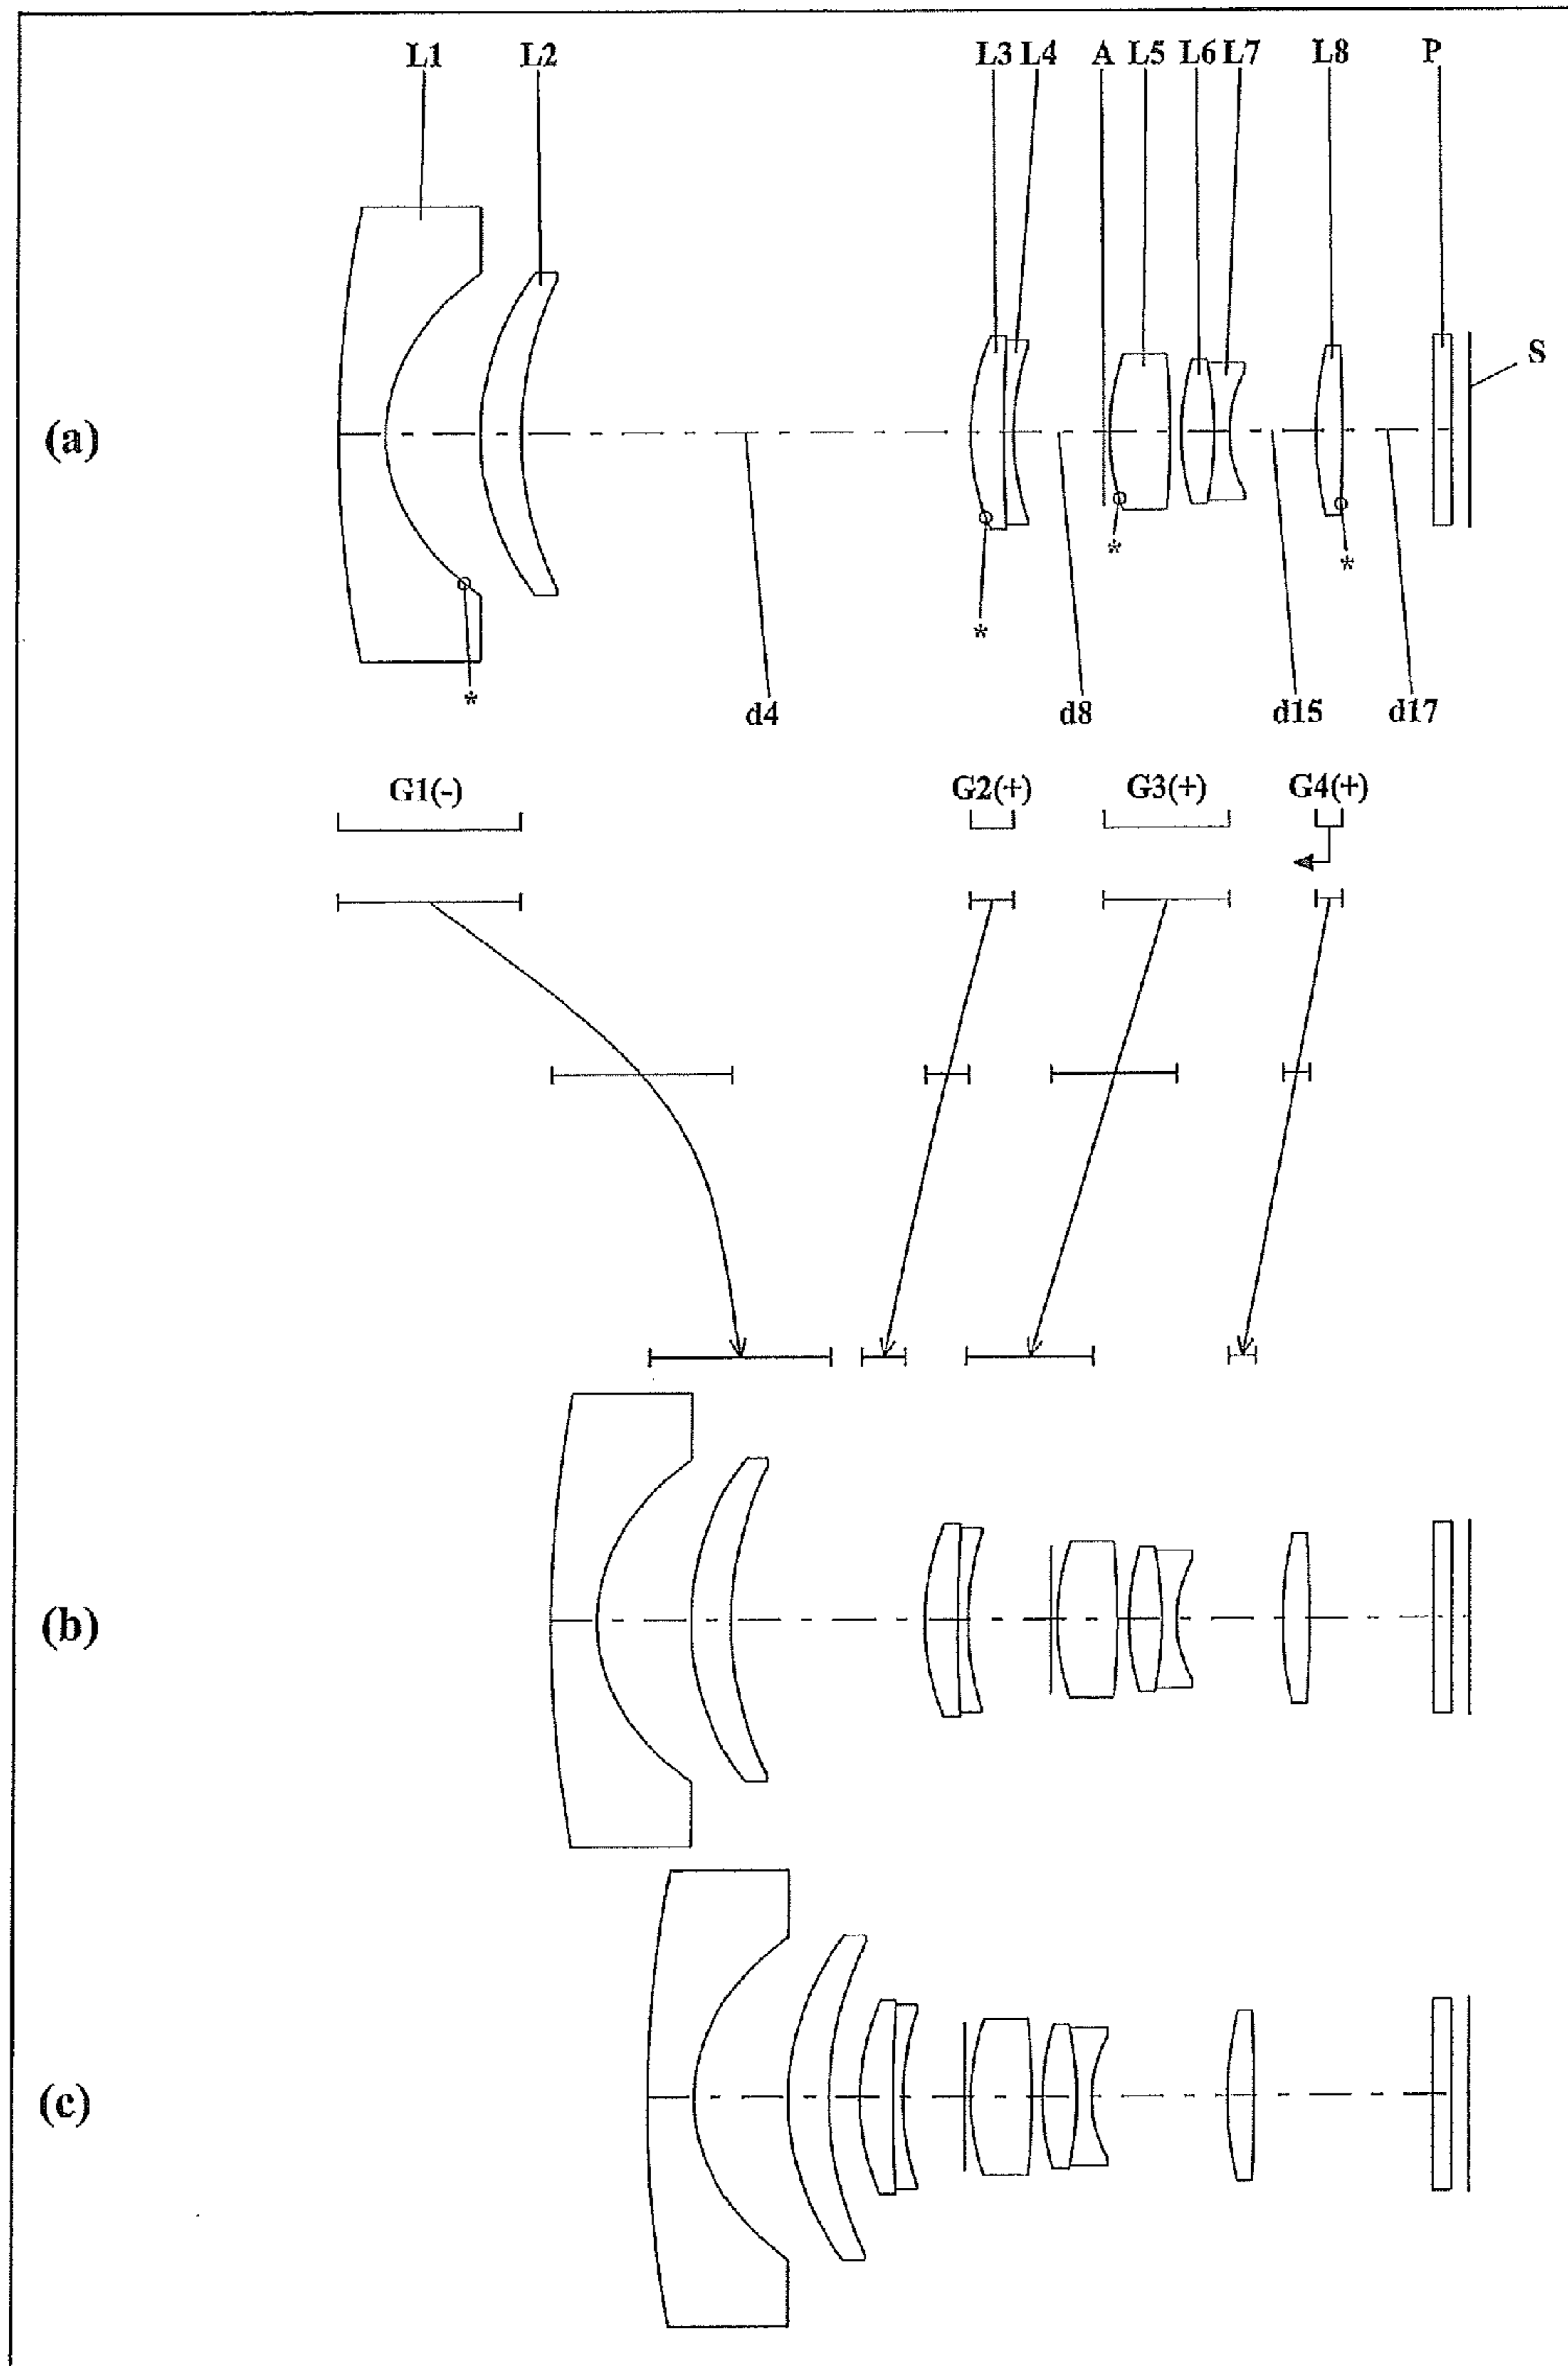 L1 L2 L3 L4 A L5 L6 L7 L8 P
S
(a)
* * * *
d4 d8 d15 d17
G1(-) G2(+) G3(+) G4(+)
(b)
(c)